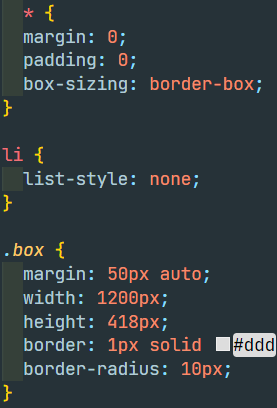 * {
margin: 0;
padding: 0;
box-sizing: border-box;
}
li {
list-style: none;
}
.box {
margin: 50px auto;
width: 1200px;
height: 418px;
border: 1px solid #ddd
border-radius: 10px;
}